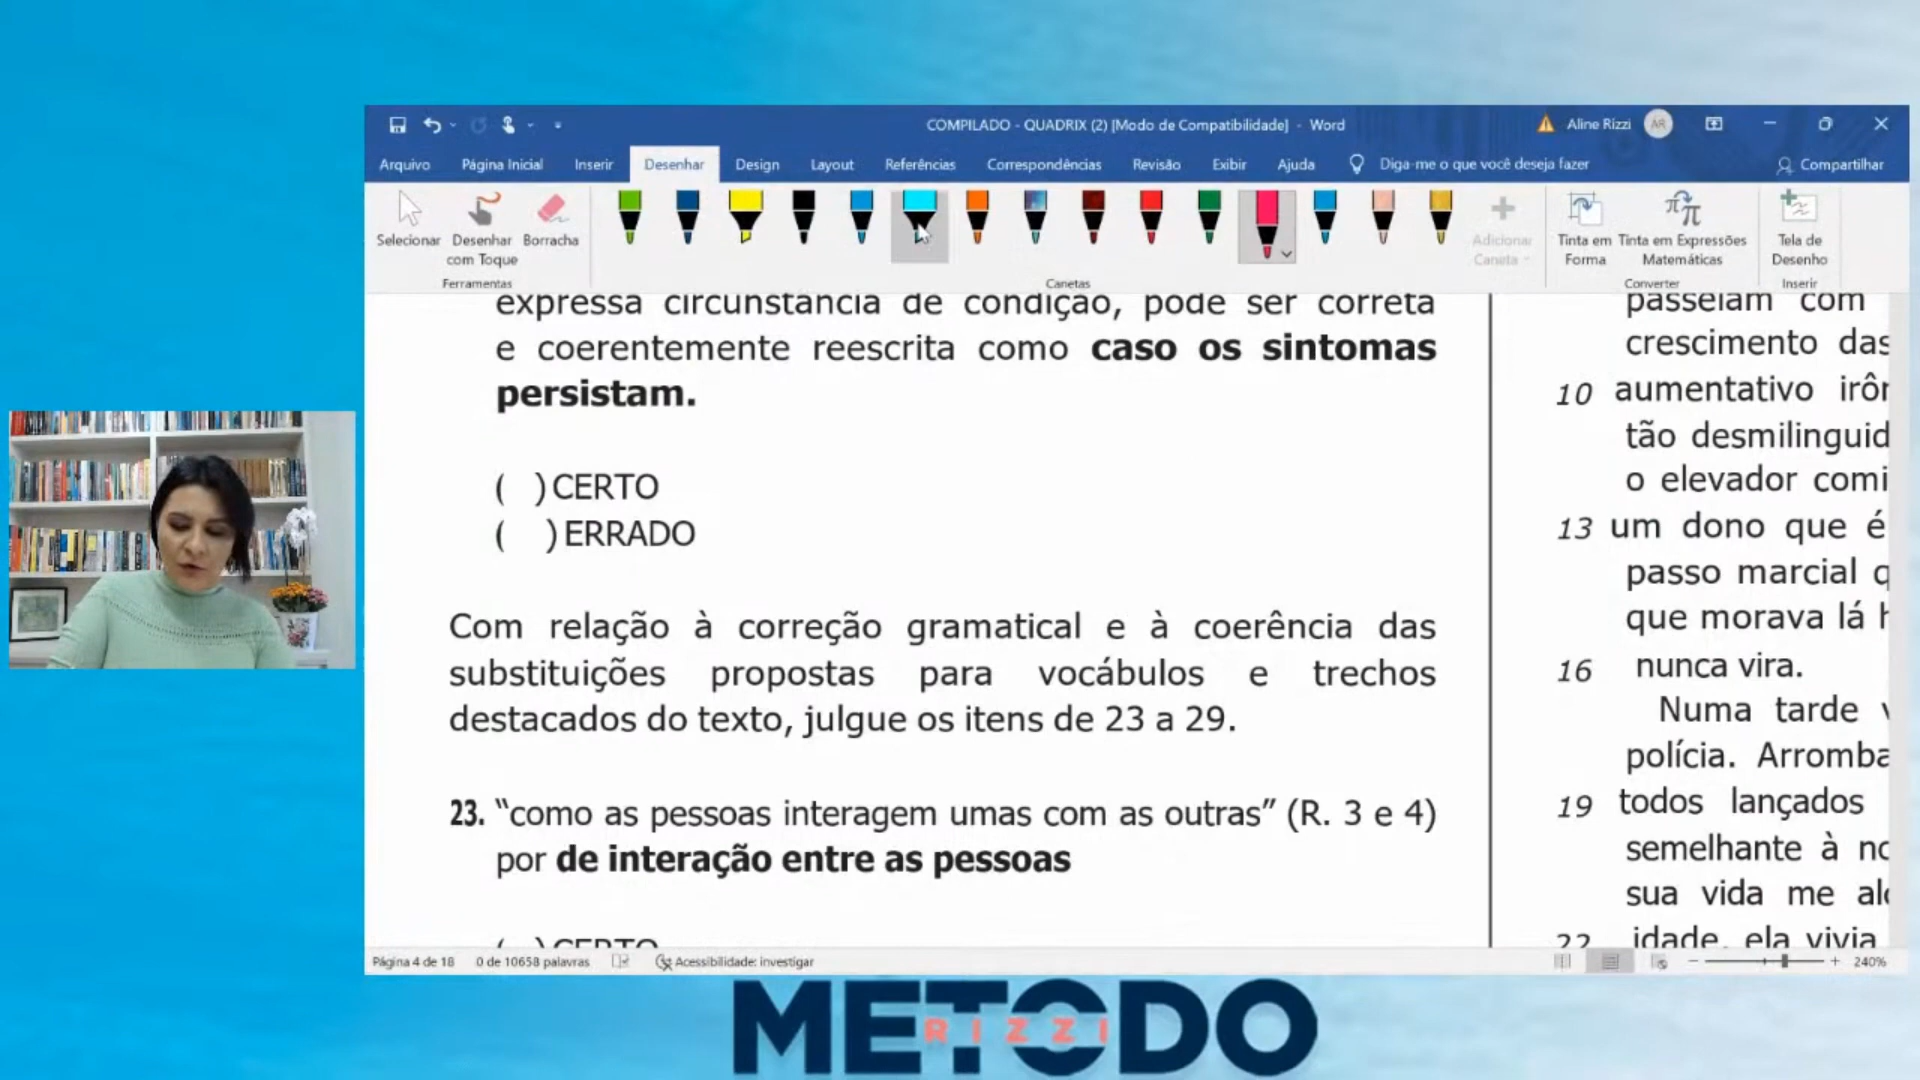 COMPILADO - QUADRIX (2) [Modo de Compatibilidade] - Word
Aline Rizzi
AR
Arquivo
Página Inicial
Inserir
Desenhar
Design
Layout
Referências
Correspondências
Revisão
Exibir
Ajuda
Diga-me o que você deseja fazer
Compartilhar
Selecionar
Desenhar com Toque
Borracha
Adicionar Caneta
Tinta em Forma
Tinta em Expressões Matemáticas
Tela de Desenho
Ferramentas
Canetas
Converter
Inserir
expressa circunstância de condição, pode ser correta
e coerentemente reescrita como caso os sintomas
persistam.
( ) CERTO
( ) ERRADO
Com relação à correção gramatical e à coerência das
substituições propostas para vocábulos e trechos
destacados do texto, julgue os itens de 23 a 29.
23. “como as pessoas interagem umas com as outras” (R. 3 e 4)
por de interação entre as pessoas
( ) CERTO
passeiam com
crescimento das
10 aumentativo irôn
tão desmilinguid
o elevador comi
13 um dono que é
passo marcial q
que morava lá h
16 nunca vira.
Numa tarde v
polícia. Arromba
19 todos lançados
semelhante à no
sua vida me al
22 idade, ela vivia
Página 4 de 18
0 de 10658 palavras
Acessibilidade: investigar
240%
METODO
RIZZI